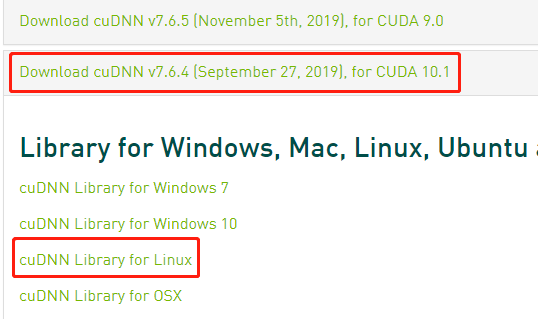 Download cuDNN v7.6.5 (November 5th, 2019), for CUDA 9.0
Download cuDNN v7.6.4 (September 27, 2019), for CUDA 10.1
Library for Windows, Mac, Linux, Ubuntu
cuDNN Library for Windows 7
cuDNN Library for Windows 10
cuDNN Library for Linux
cuDNN Library for OSX